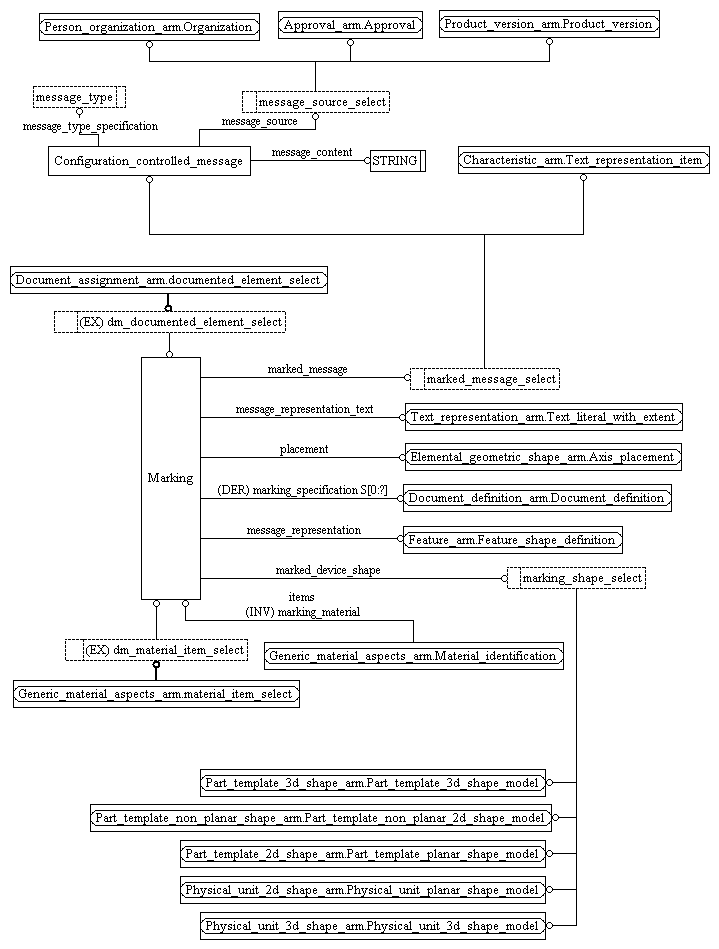 Person_organization_arm.Organization
Approval_arm.Approval
Product_version_arm.Product_version
message_type
message_source_select
message_type_specification
message_source
Configuration_controlled_message
message_content
STRING
Characteristic_arm.Text_representation_item
Document_assignment_arm.documented_element_select
(EX) dm_documented_element_select
marked_message
marked_message_select
message_representation_text
Text_representation_arm.Text_literal_with_extent
placement
Elemental_geometric_shape_arm.Axis_placement
Marking
(DER) marking_specification S[0:?]
Document_definition_arm.Document_definition
message_representation
Feature_arm.Feature_shape_definition
marked_device_shape
marking_shape_select
items
(INV) marking_material
(EX) dm_material_item_select
Generic_material_aspects_arm.Material_identification
Generic_material_aspects_arm.material_item_select
Part_template_3d_shape_arm.Part_template_3d_shape_model
Part_template_non_planar_shape_arm.Part_template_non_planar_2d_shape_model
Part_template_2d_shape_arm.Part_template_planar_shape_model
Physical_unit_2d_shape_arm.Physical_unit_planar_shape_model
Physical_unit_3d_shape_arm.Physical_unit_3d_shape_model